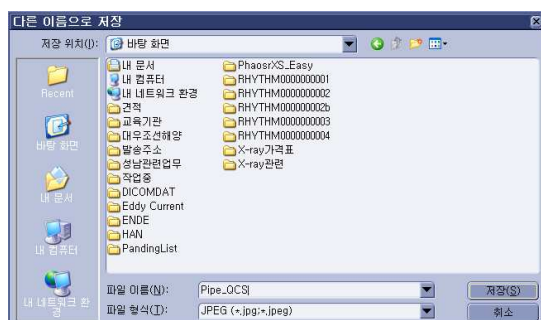 다른 이름으로 저장
저장 위치(I):
바탕 화면
Recent
바탕 화면
내 문서
내 컴퓨터
내 네트워크 환경
내 문서
내 컴퓨터
내 네트워크 환경
견적
교육기관
대우조선해양
발송주소
성남관련업무
작업중
DICOMDAT
Eddy Current
ENDE
HAN
PandingList
PhaosrXS_Easy
RHYTHM0000000001
RHYTHM0000000002
RHYTHM000000002b
RHYTHM0000000003
RHYTHM0000000004
X-ray가격표
X-ray관련
파일 이름(N):
Pipe_QCS
저장(S)
파일 형식(T):
JPEG (*.jpg;*.jpeg)
취소